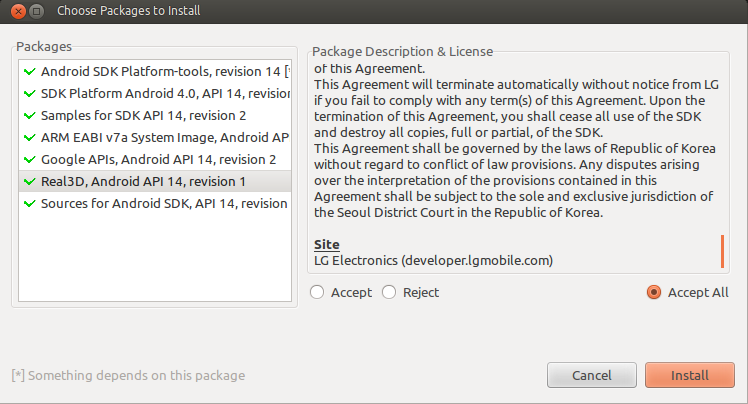 Choose Packages to Install
Packages
Android SDK Platform-tools, revision 14 [*
SDK Platform Android 4.0, API 14, revision
Samples for SDK API 14, revision 2
ARM EABI v7a System Image, Android AP
Google APIs, Android API 14, revision 2
Real3D, Android API 14, revision 1
Sources for Android SDK, API 14, revision
Package Description & License
of this Agreement.
This Agreement will terminate automatically without notice from LG
if you fail to comply with any term(s) of this Agreement. Upon the
termination of this Agreement, you shall cease all use of the SDK
and destroy all copies, full or partial, of the SDK.
This Agreement shall be governed by the laws of Republic of Korea
without regard to conflict of law provisions. Any disputes arising
over the interpretation of the provisions contained in this
Agreement shall be subject to the sole and exclusive jurisdiction of
the Seoul District Court in the Republic of Korea.
Site
LG Electronics (developer.lgmobile.com)
Accept Reject Accept All
[*] Something depends on this package
Cancel Install